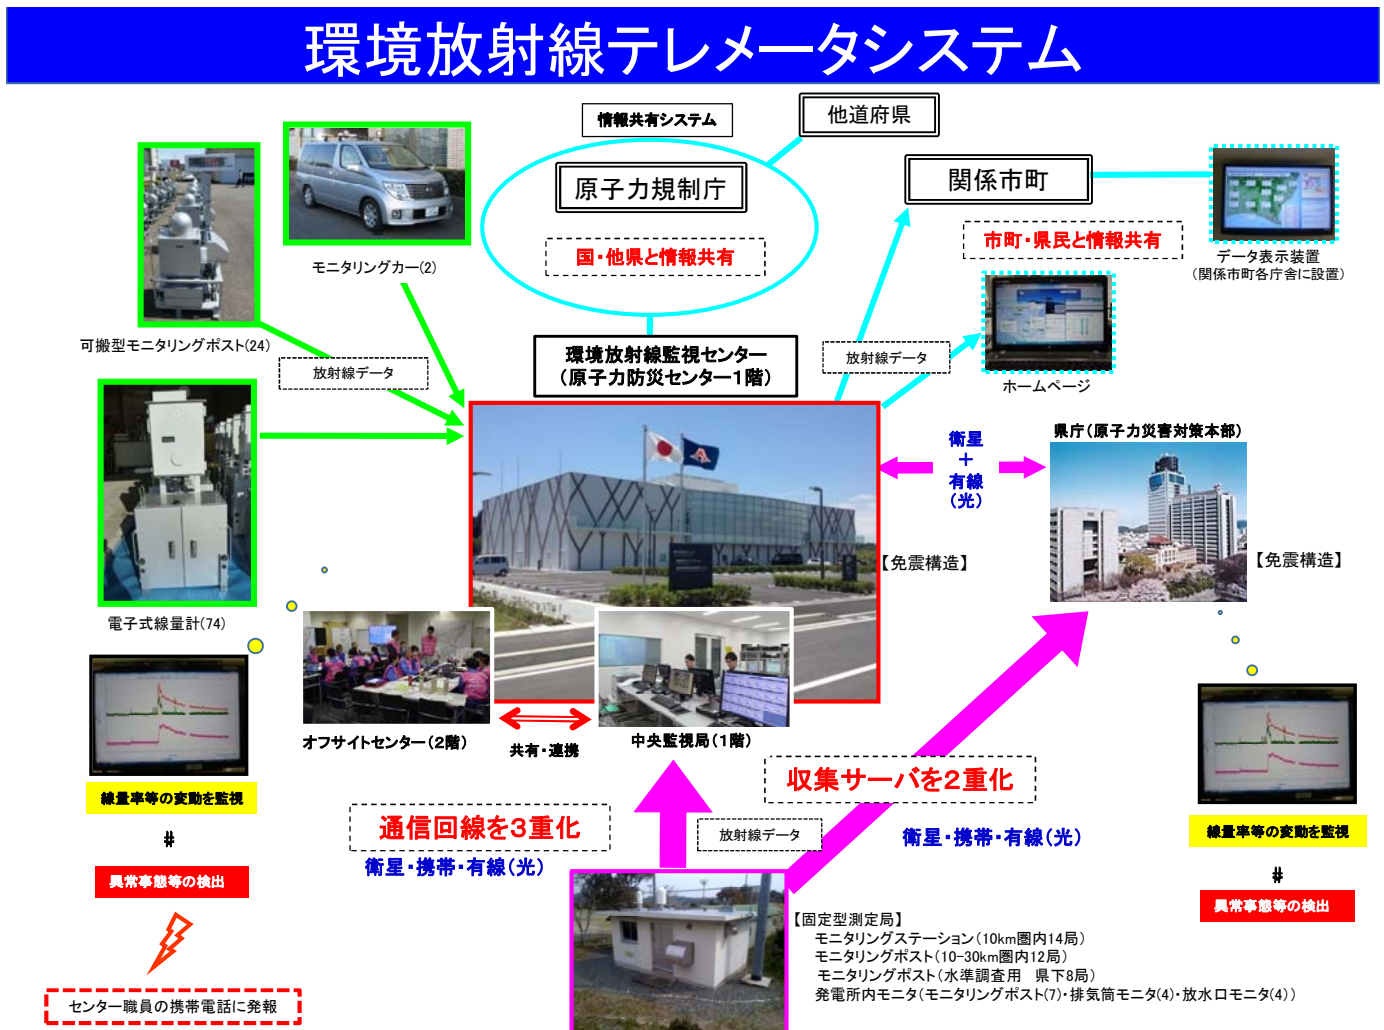 環境放射線テレメータシステム
情報共有システム
他道府県
原子力規制庁
関係市町
国・他県と情報共有
市町・県民と情報共有
データ表示装置
(関係市町各庁舎に設置)
モニタリングカー(2)
可搬型モニタリングポスト(24)
放射線データ
環境放射線監視センター
(原子力防災センター1階)
放射線データ
ホームページ
県庁(原子力災害対策本部)
衛星
+
有線
(光)
【免震構造】
【免震構造】
電子式線量計(74)
オフサイトセンター(2階)
共有・連携
中央監視局(1階)
線量率等の変動を監視
#
異常事態等の検出
センター職員の携帯電話に発報
通信回線を3重化
衛星・携帯・有線(光)
放射線データ
収集サーバを2重化
衛星・携帯・有線(光)
線量率等の変動を監視
#
異常事態等の検出
【固定型測定局】
モニタリングステーション(10km圏内14局)
モニタリングポスト(10-30km圏内12局)
モニタリングポスト(水準調査用 県下8局)
発電所内モニタ(モニタリングポスト(7)・排気筒モニタ(4)・放水口モニタ(4))